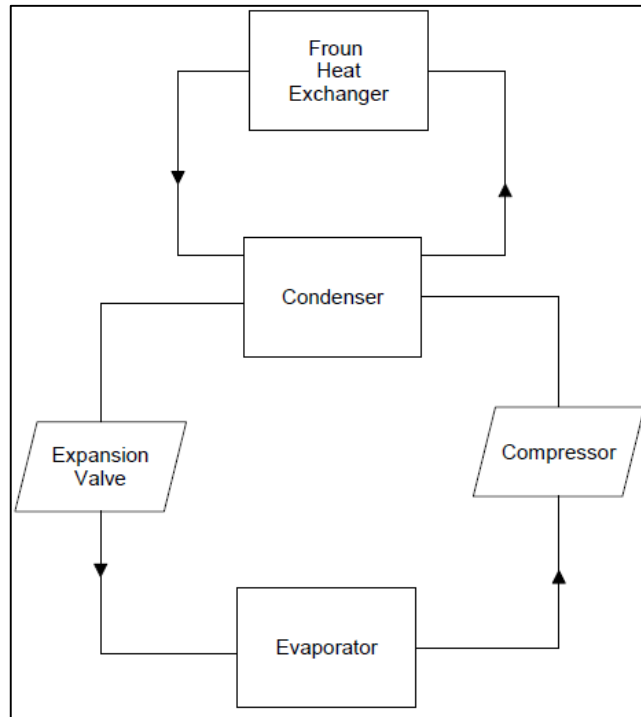 Froun
Heat
Exchanger
Condenser
Expansion
Valve
Compressor
Evaporator